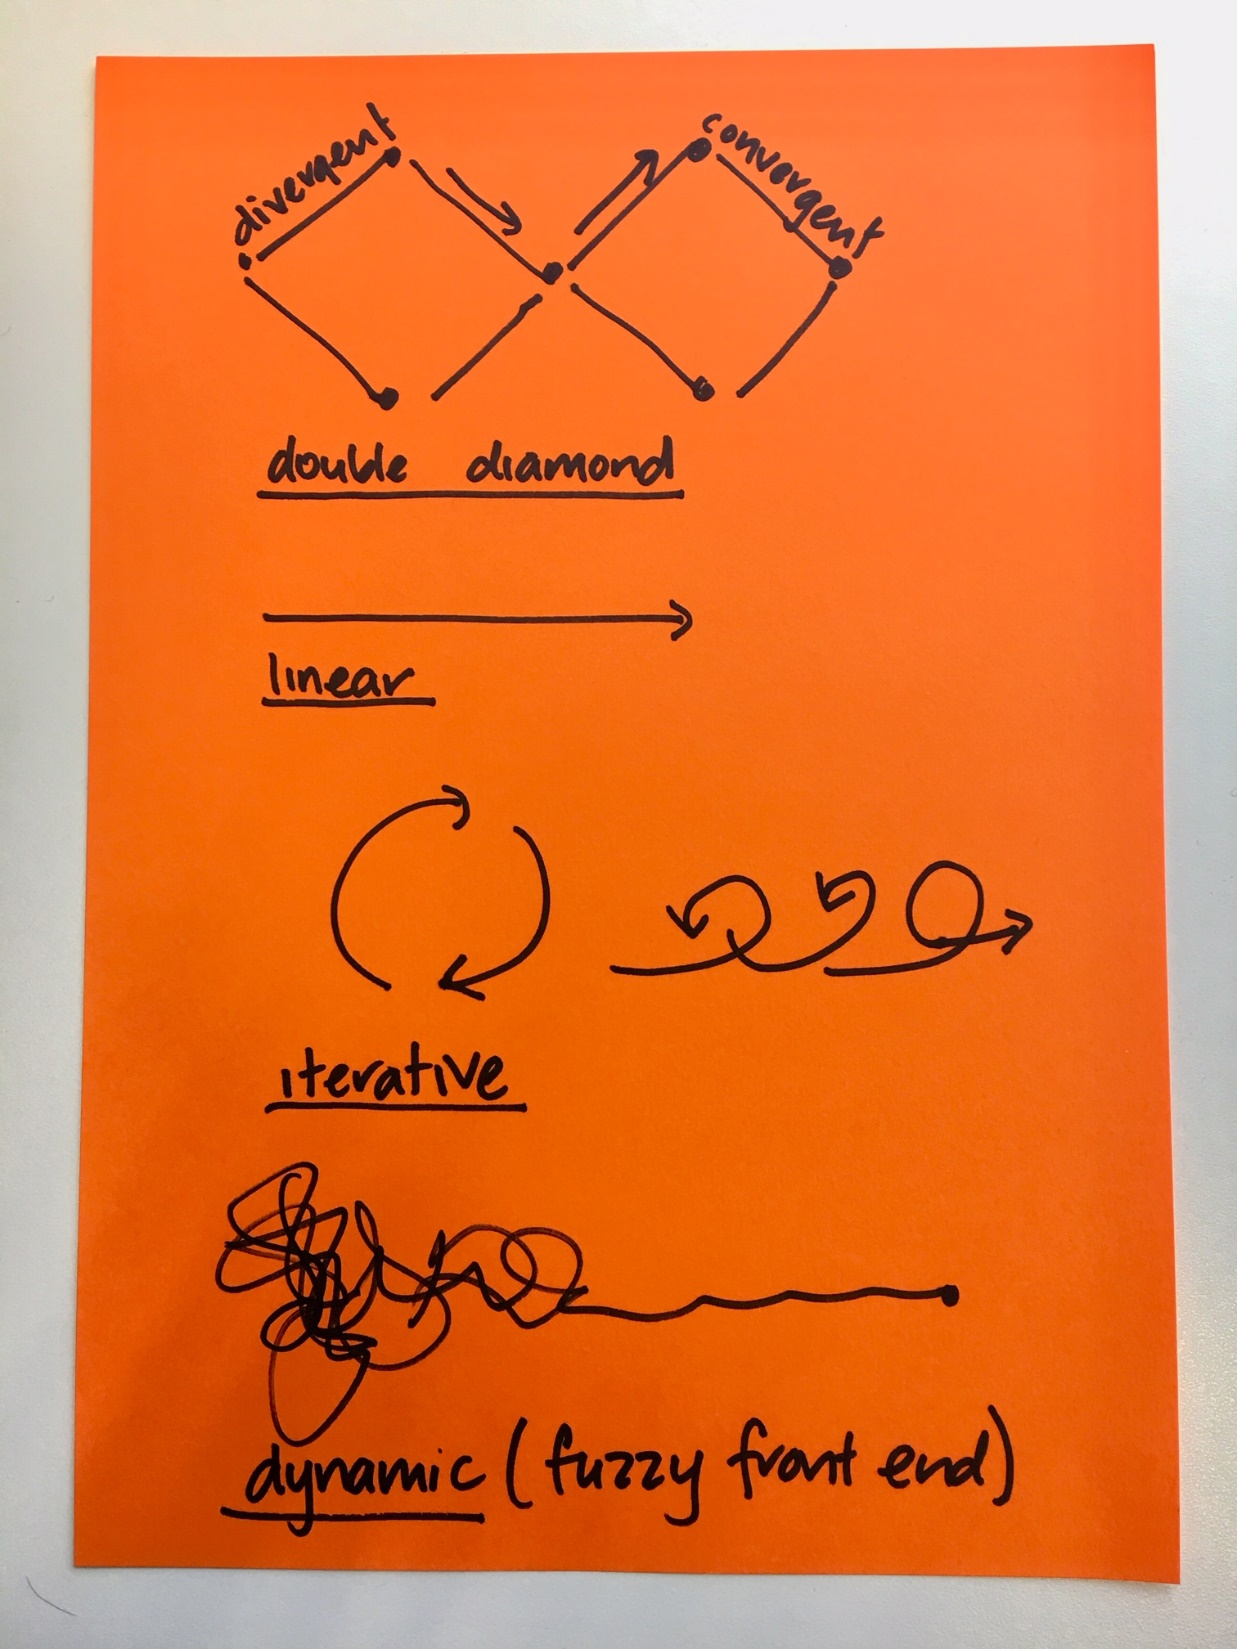 divergent
convergent
double diamond
linear
iterative
dynamic (fuzzy front end)